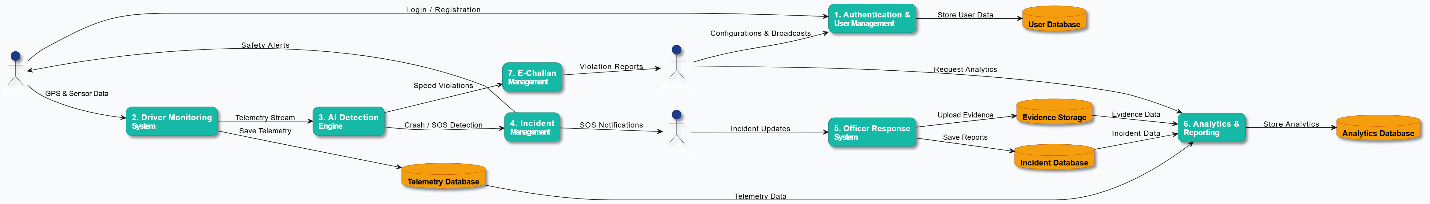 Login / Registration
1. Authentication &
User Management
Store User Data
User Database
Configurations & Broadcasts
Safety Alerts
7. E-Challan
Management
Violation Reports
Request Analytics
Speed Violations
GPS & Sensor Data
2. Driver Monitoring
System
Telemetry Stream
Save Telemetry
3. AI Detection
Engine
Crash / SOS Detection
4. Incident
Management
SOS Notifications
Incident Updates
5. Officer Response
System
Upload Evidence
Save Reports
Evidence Storage
Evidence Data
Incident Database
Incident Data
6. Analytics &
Reporting
Store Analytics
Analytics Database
Telemetry Database
Telemetry Data